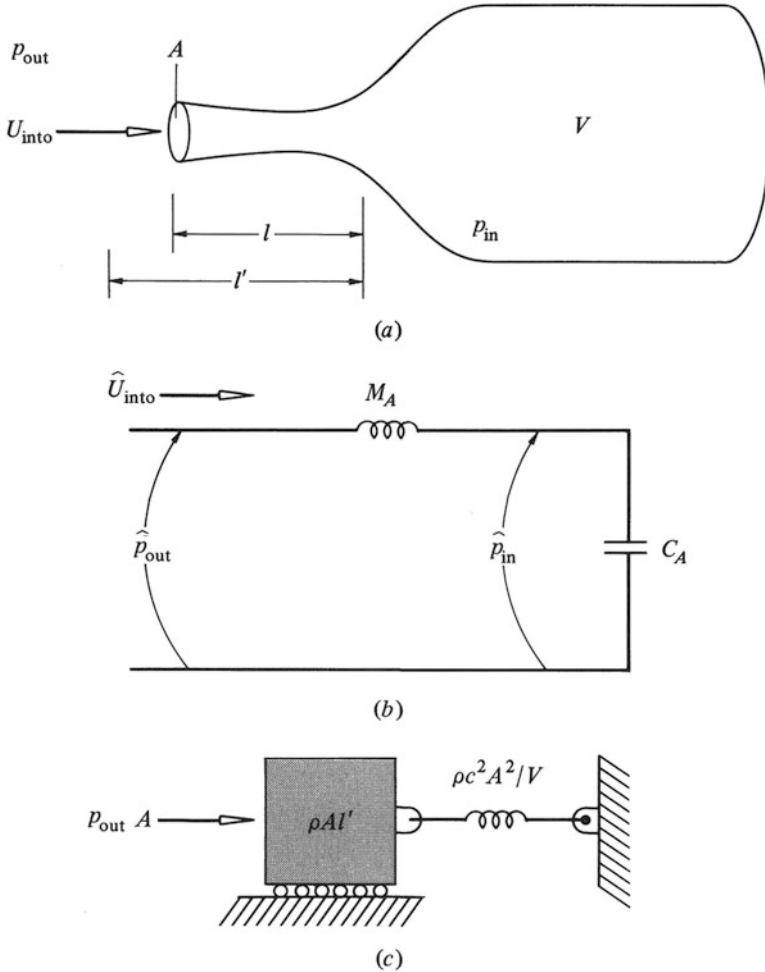 p_out
A
U_into
V
l
p_in
l′
(a)
Û_into
M_A
p̂_out
p̂_in
C_A
(b)
ρc²A²/V
p_out A
ρAl′
(c)